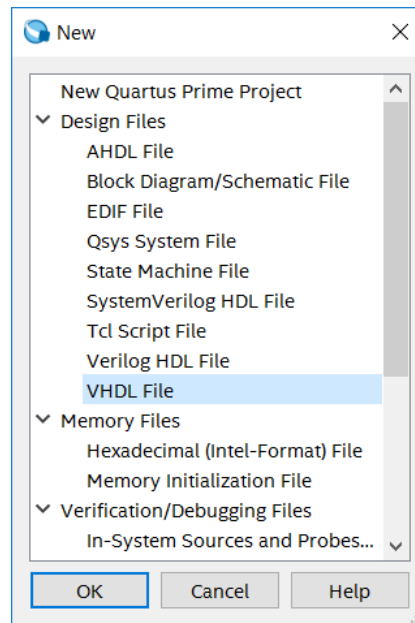 New
New Quartus Prime Project
Design Files
AHDL File
Block Diagram/Schematic File
EDIF File
Qsys System File
State Machine File
SystemVerilog HDL File
Tcl Script File
Verilog HDL File
VHDL File
Memory Files
Hexadecimal (Intel-Format) File
Memory Initialization File
Verification/Debugging Files
In-System Sources and Probes...
OK Cancel Help